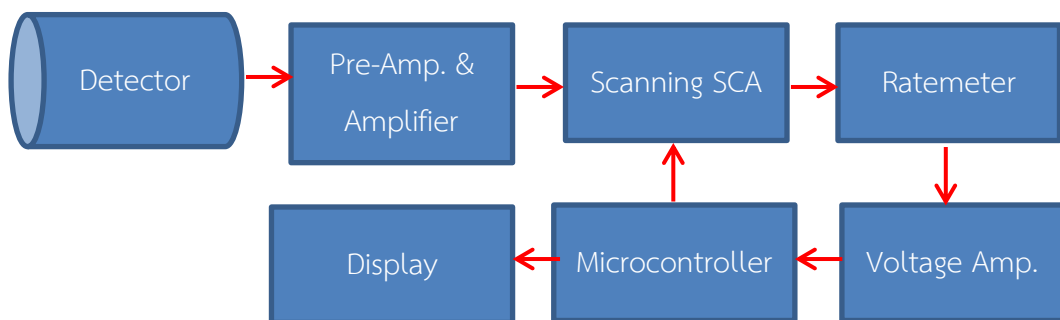 Detector
Pre-Amp. &
Amplifier
Scanning SCA
Ratemeter
Display
Microcontroller
Voltage Amp.